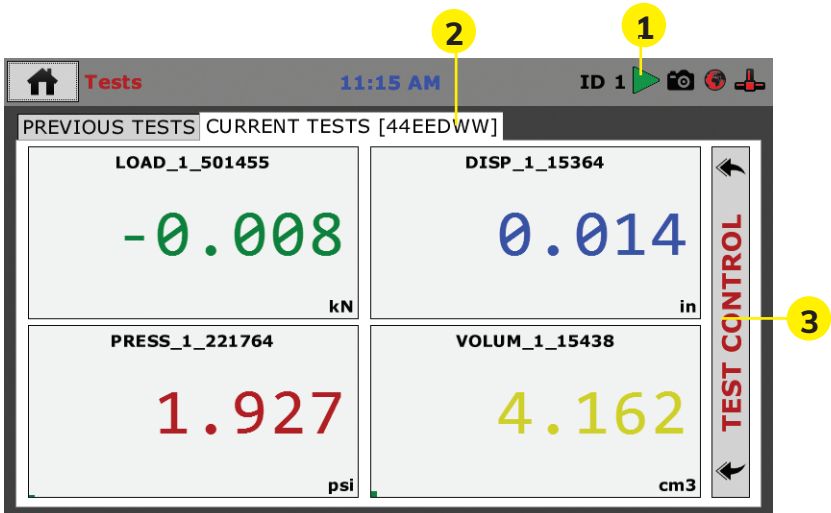 2
1
Tests
11:15 AM
ID 1
PREVIOUS TESTS
CURRENT TESTS [44EEDWW]
LOAD_1_501455
-0.008
kN
DISP_1_15364
0.014
in
PRESS_1_221764
1.927
psi
VOLUM_1_15438
4.162
cm3
TEST CONTROL
3